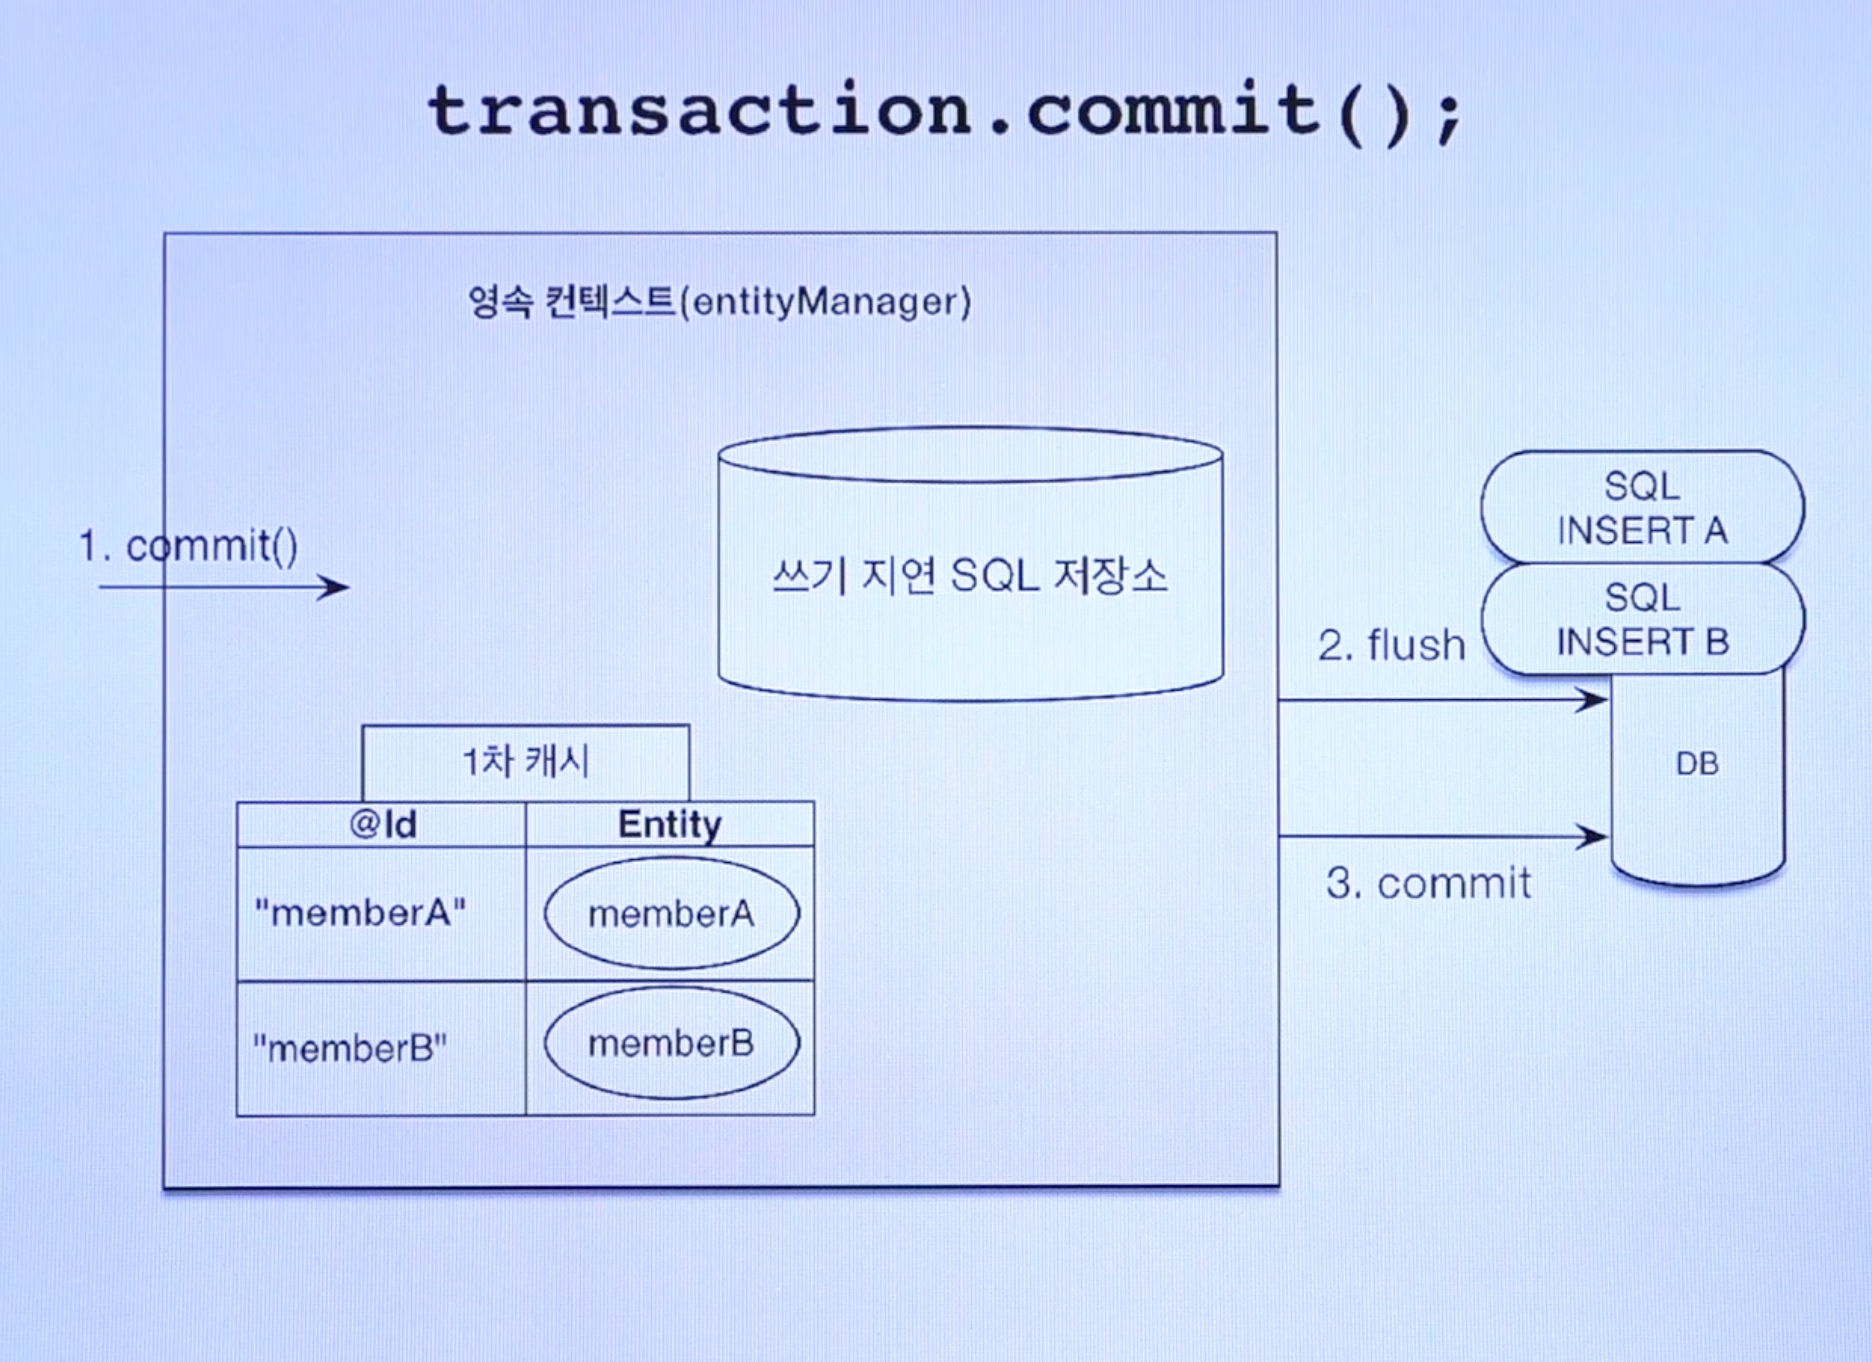 transaction.commit();
영속 컨텍스트(entityManager)
1. commit()
쓰기 지연 SQL 저장소
SQL
INSERT A
SQL
INSERT B
2. flush
DB
3. commit
1차 캐시
@Id Entity
"memberA" memberA
"memberB" memberB